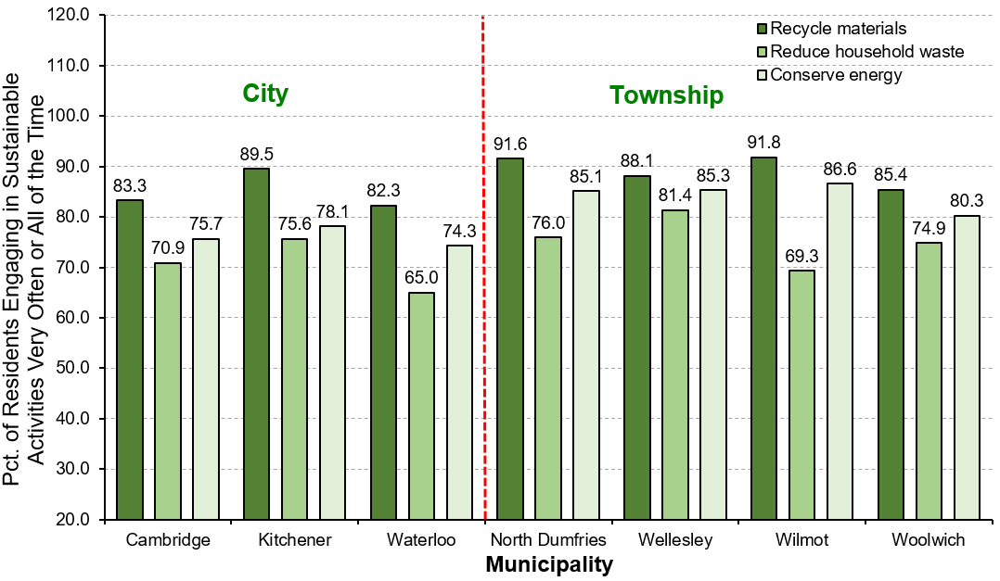 Pct. of Residents Engaging in Sustainable
Activities Very Often or All of the Time
120.0
110.0
100.0
90.0
80.0
70.0
60.0
50.0
40.0
30.0
20.0
City
Township
Recycle materials
Reduce household waste
Conserve energy
83.3
70.9
75.7
89.5
75.6
78.1
82.3
65.0
74.3
91.6
76.0
85.1
88.1
81.4
85.3
91.8
69.3
86.6
85.4
74.9
80.3
Cambridge
Kitchener
Waterloo
North Dumfries
Wellesley
Wilmot
Woolwich
Municipality